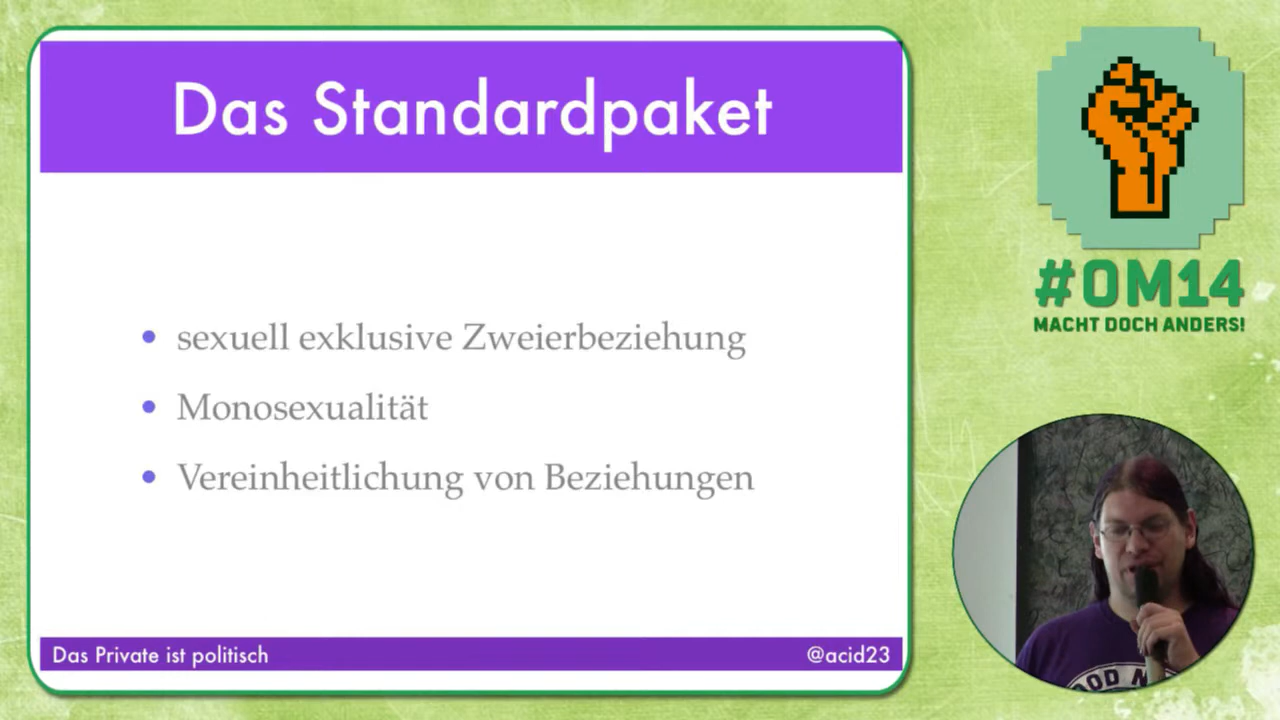 Das Standardpaket
sexuell exklusive Zweierbeziehung
Monosexualität
Vereinheitlichung von Beziehungen
Das Private ist politisch
@acid23
#OM14
MACHT DOCH ANDERS!